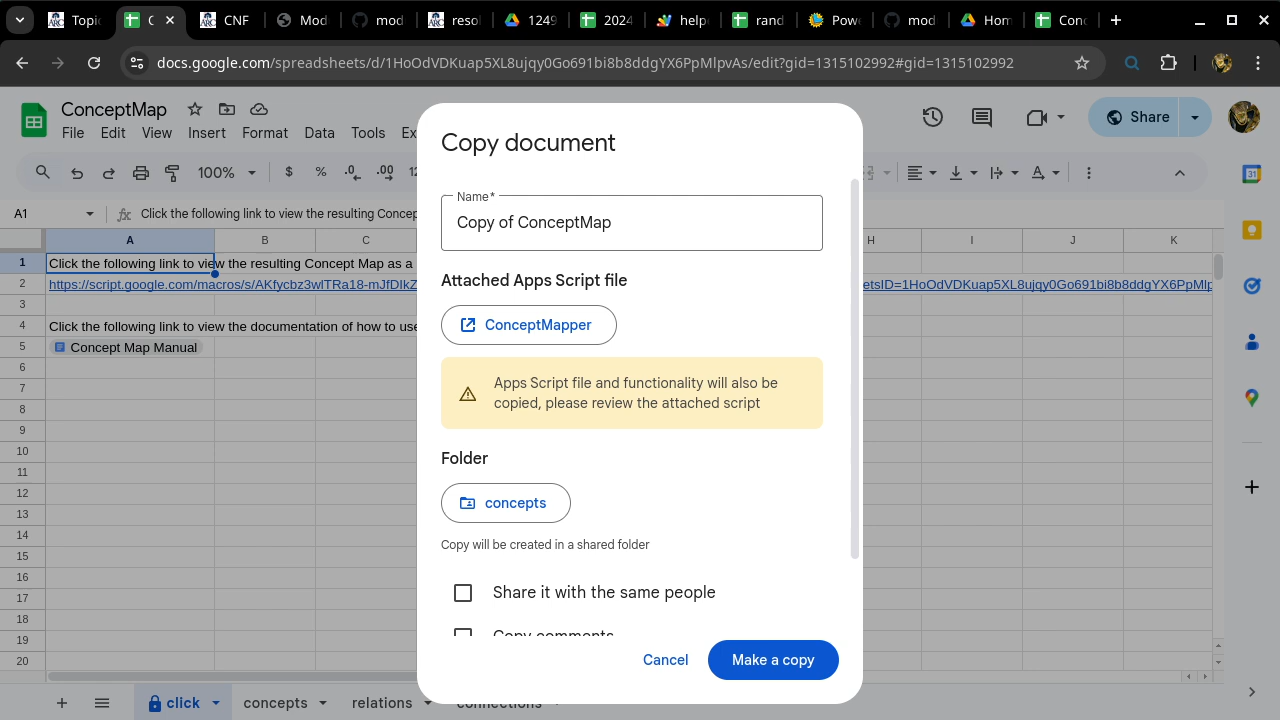 Topic
C
CNF
Mod
mod
reso
1249
2024
help
rand
Pow
mod
Hom
Conc
docs.google.com/spreadsheets/d/1HoOdVDKuap5XL8ujqy0Go691bi8b8ddgYX6PpMlpvAs/edit?gid=1315102992#gid=1315102992
ConceptMap
File Edit View Insert Format Data Tools Ex
Share
100% $ % .0 .00 12
A1 Click the following link to view the resulting Concep
A B C H I J K
1 Click the following link to view the resulting Concept Map as a
2 https://script.google.com/macros/s/AKfycbz3wlTRa18-mJfDlkZ etsID=1HoOdVDKuap5XL8ujqy0Go691bi8b8ddgYX6PpMlp
3
4 Click the following link to view the documentation of how to use
5 Concept Map Manual
6
7
8
9
10
11
12
13
14
15
16
17
18
19
20
click concepts relations connections
Copy document
Name*
Copy of ConceptMap
Attached Apps Script file
ConceptMapper
Apps Script file and functionality will also be
copied, please review the attached script
Folder
concepts
Copy will be created in a shared folder
Share it with the same people
Copy comments
Cancel Make a copy